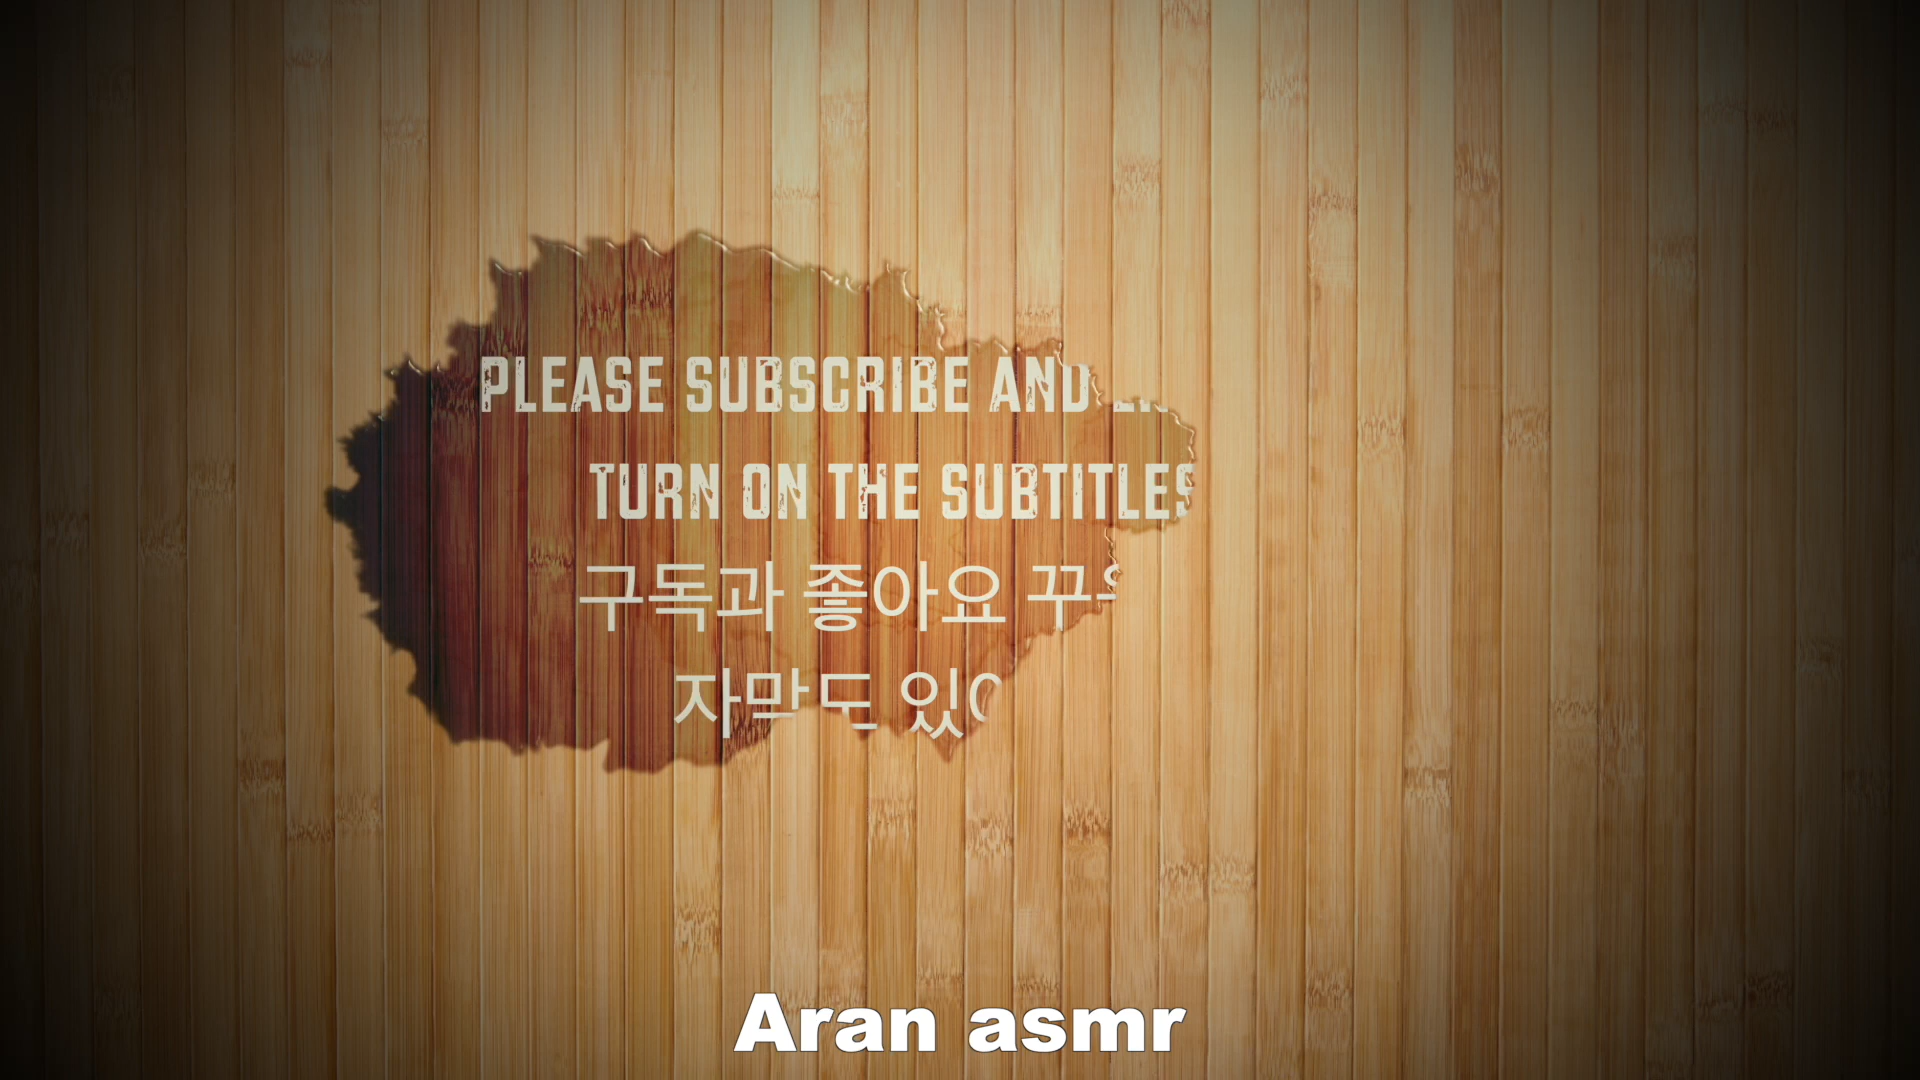 PLEASE SUBSCRIBE AND
TURN ON THE SUBTITLES
구독과 좋아요
자막도
Aran asmr